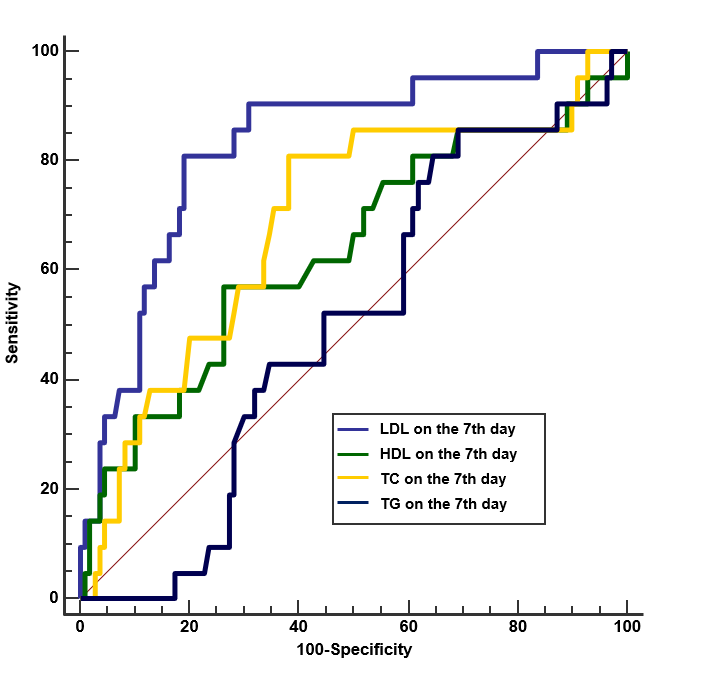 100
80
60
40
20
0
Sensitivity
LDL on the 7th day
HDL on the 7th day
TC on the 7th day
TG on the 7th day
0 20 40 60 80 100
100-Specificity